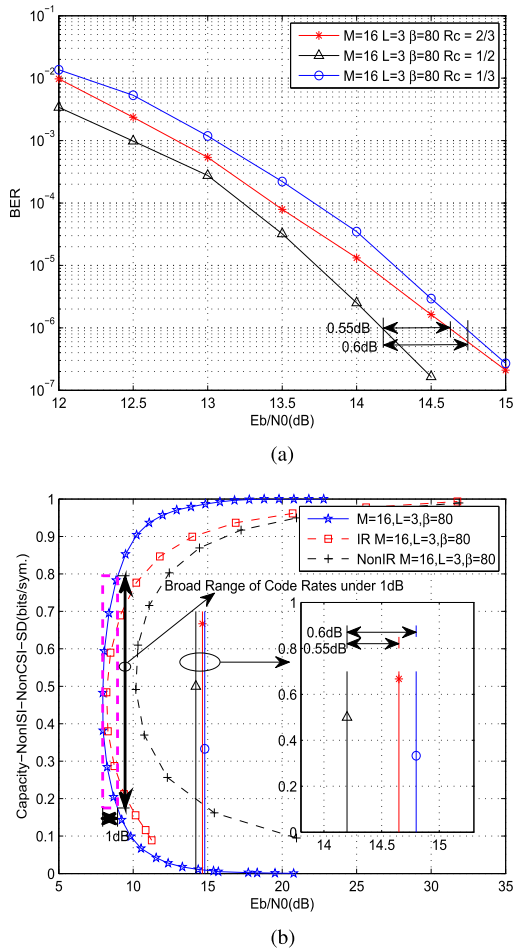 10^-1
10^-2
10^-3
10^-4
10^-5
10^-6
10^-7
BER
M=16 L=3 β=80 Rc = 2/3
M=16 L=3 β=80 Rc = 1/2
M=16 L=3 β=80 Rc = 1/3
0.55dB
0.6dB
12 12.5 13 13.5 14 14.5 15
Eb/N0(dB)
(a)
1
0.9
0.8
0.7
0.6
0.5
0.4
0.3
0.2
0.1
0
Capacity−NonISI−NonCSI−SD(bits/sym.)
M=16,L=3,β=80
IR M=16,L=3,β=80
NonIR M=16,L=3,β=80
Broad Range of Code Rates under 1dB
1
0.8
0.6
0.4
0.2
0
0.6dB
0.55dB
14 14.5 15
1dB
5 10 15 20 25 30 35
Eb/N0(dB)
(b)